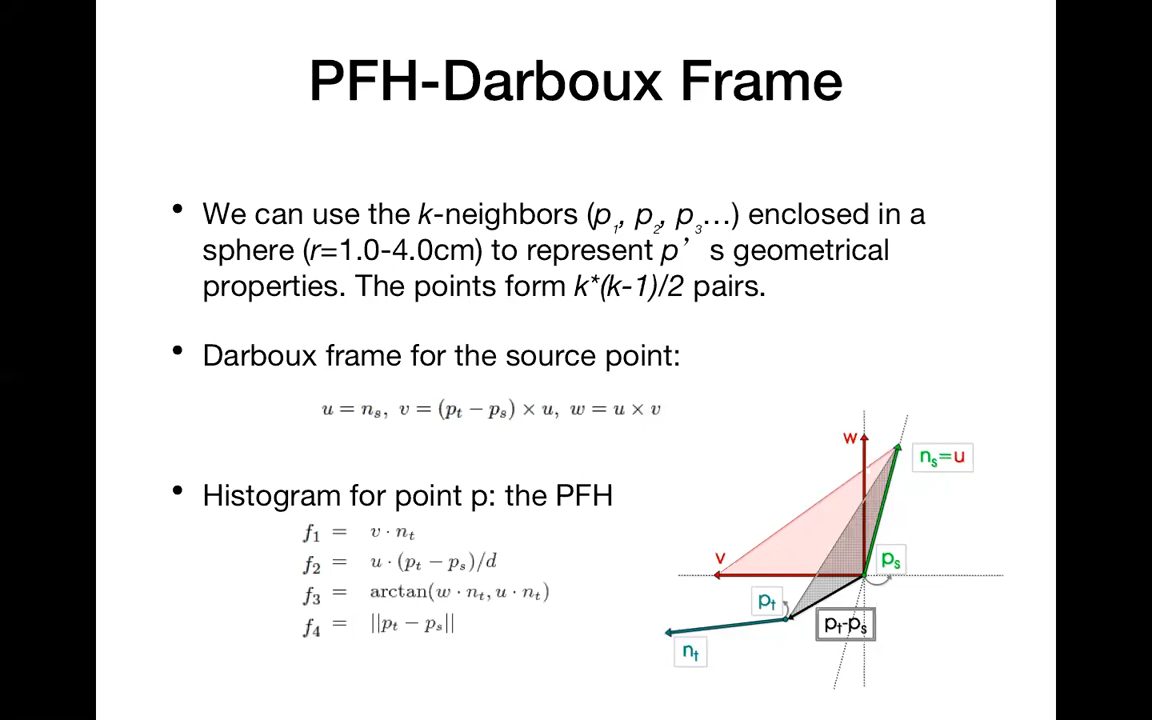 PFH-Darboux Frame
• We can use the k-neighbors (p₁, p₂, p₃…) enclosed in a
sphere (r=1.0-4.0cm) to represent p’ s geometrical
properties. The points form k*(k-1)/2 pairs.
• Darboux frame for the source point:
u = nₛ, v = (pₜ − pₛ) × u, w = u × v
• Histogram for point p: the PFH
f₁ = v · nₜ
f₂ = u · (pₜ − pₛ)/d
f₃ = arctan(w · nₜ, u · nₜ)
f₄ = ||pₜ − pₛ||
w
nₛ=u
v
pₛ
pₜ
pₜ-pₛ
nₜ